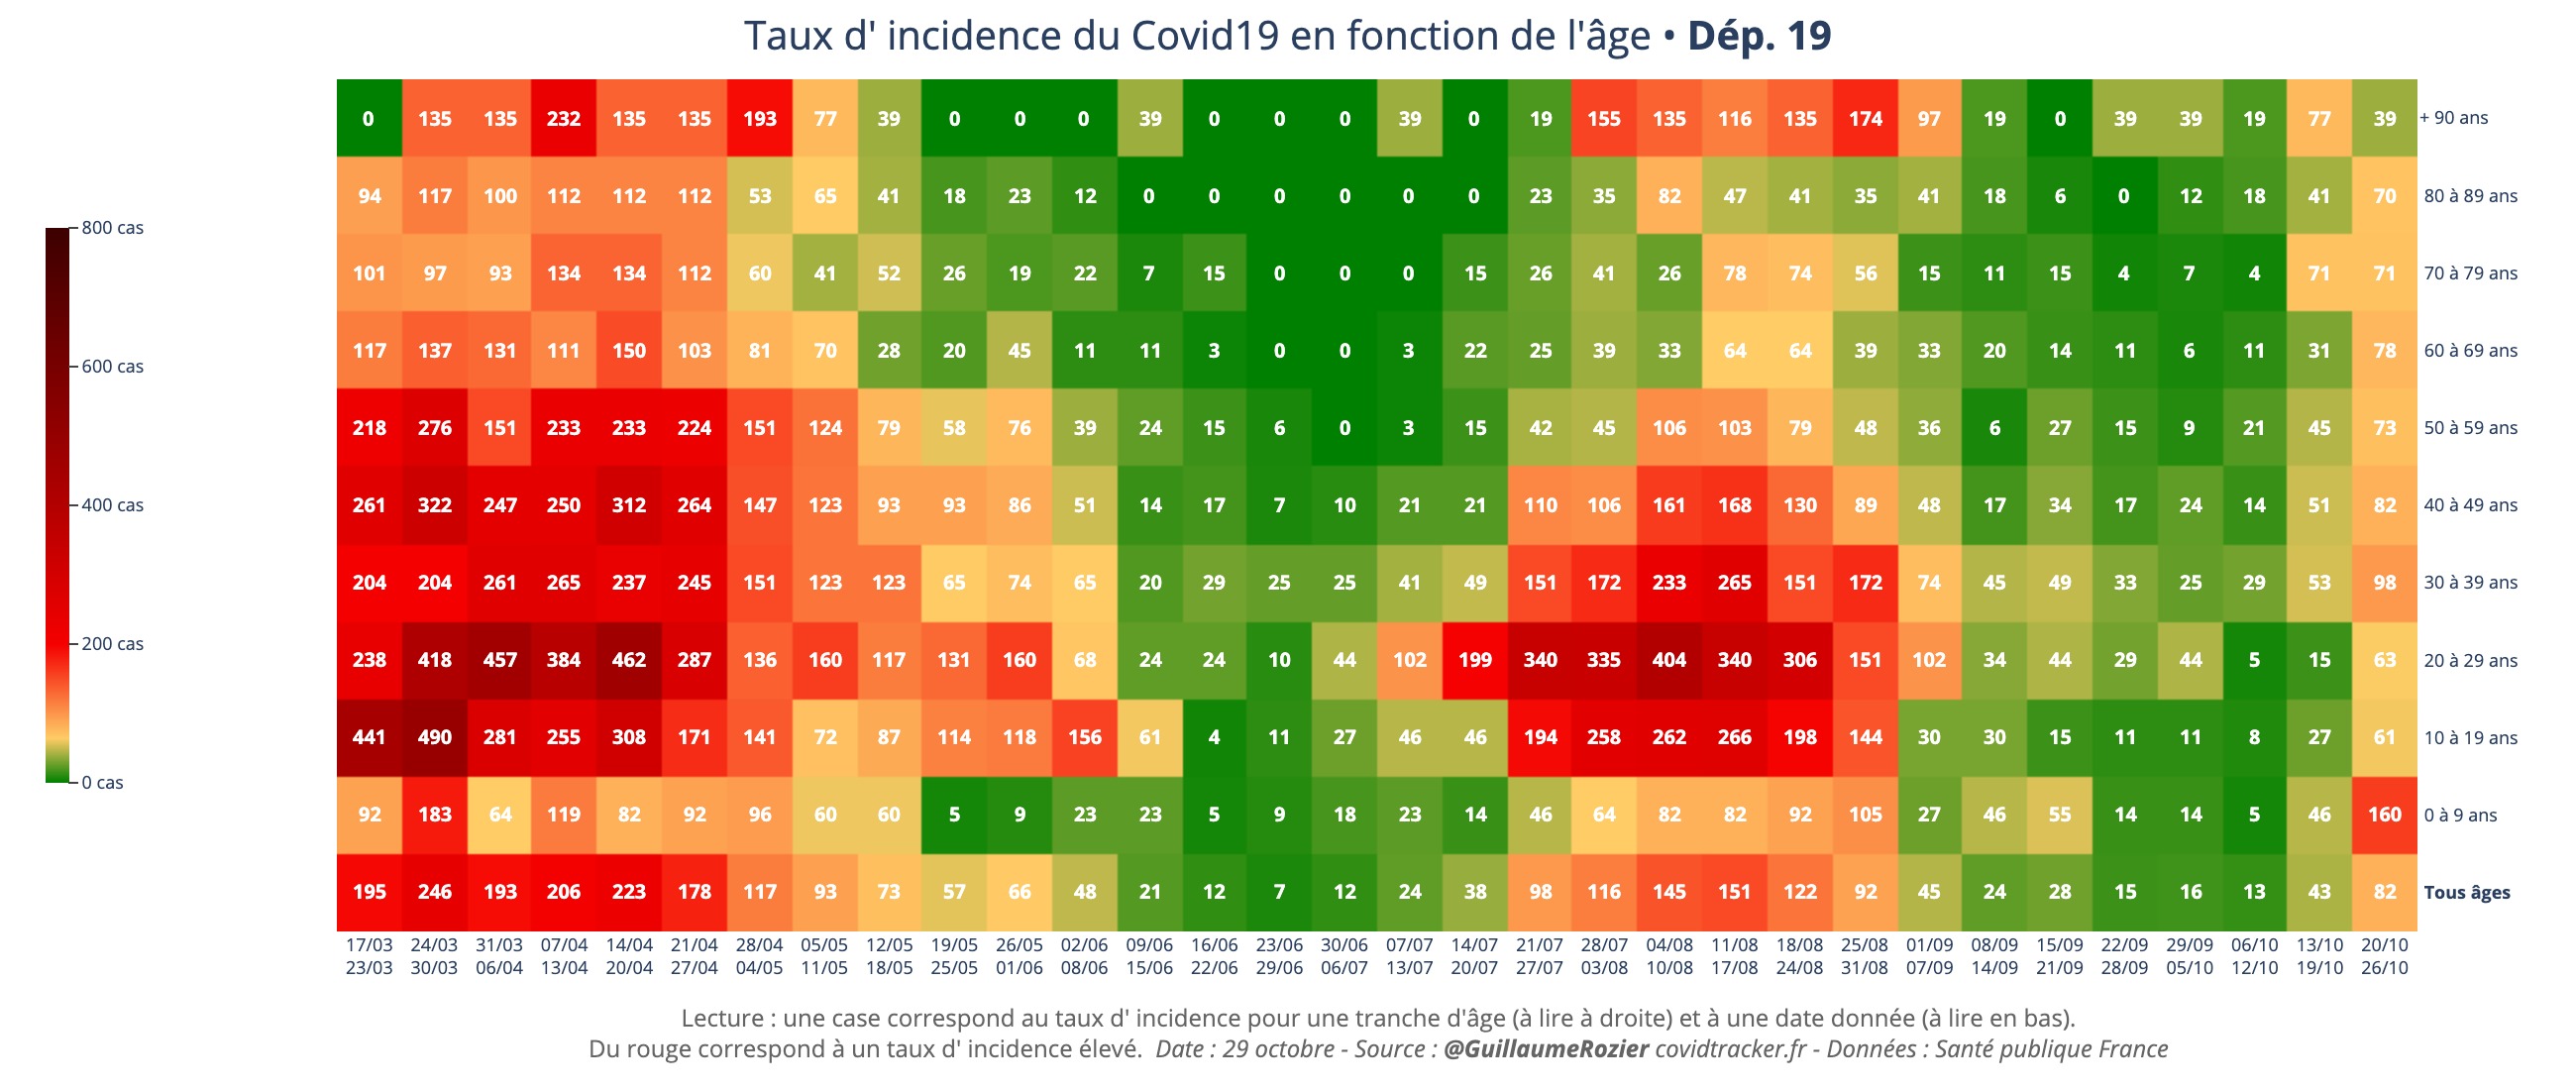 Taux d' incidence du Covid19 en fonction de l'âge • Dép. 19
800 cas
600 cas
400 cas
200 cas
0 cas
0 135 135 232 135 135 193 77 39 0 0 0 39 0 0 0 39 0 19 155 135 116 135 174 97 19 0 39 39 19 77 39 + 90 ans
94 117 100 112 112 112 53 65 41 18 23 12 0 0 0 0 0 0 23 35 82 47 41 35 41 18 6 0 12 18 41 70 80 à 89 ans
101 97 93 134 134 112 60 41 52 26 19 22 7 15 0 0 0 15 26 41 26 78 74 56 15 11 15 4 7 4 71 71 70 à 79 ans
117 137 131 111 150 103 81 70 28 20 45 11 11 3 0 0 3 22 25 39 33 64 64 39 33 20 14 11 6 11 31 78 60 à 69 ans
218 276 151 233 233 224 151 124 79 58 76 39 24 15 6 0 3 15 42 45 106 103 79 48 36 6 27 15 9 21 45 73 50 à 59 ans
261 322 247 250 312 264 147 123 93 93 86 51 14 17 7 10 21 21 110 106 161 168 130 89 48 17 34 17 24 14 51 82 40 à 49 ans
204 204 261 265 237 245 151 123 123 65 74 65 20 29 25 25 41 49 151 172 233 265 151 172 74 45 49 33 25 29 53 98 30 à 39 ans
238 418 457 384 462 287 136 160 117 131 160 68 24 24 10 44 102 199 340 335 404 340 306 151 102 34 44 29 44 5 15 63 20 à 29 ans
441 490 281 255 308 171 141 72 87 114 118 156 61 4 11 27 46 46 194 258 262 266 198 144 30 30 15 11 11 8 27 61 10 à 19 ans
92 183 64 119 82 92 96 60 60 5 9 23 23 5 9 18 23 14 46 64 82 82 92 105 27 46 55 14 14 5 46 160 0 à 9 ans
195 246 193 206 223 178 117 93 73 57 66 48 21 12 7 12 24 38 98 116 145 151 122 92 45 24 28 15 16 13 43 82 Tous âges
17/03 24/03 31/03 07/04 14/04 21/04 28/04 05/05 12/05 19/05 26/05 02/06 09/06 16/06 23/06 30/06 07/07 14/07 21/07 28/07 04/08 11/08 18/08 25/08 01/09 08/09 15/09 22/09 29/09 06/10 13/10 20/10
23/03 30/03 06/04 13/04 20/04 27/04 04/05 11/05 18/05 25/05 01/06 08/06 15/06 22/06 29/06 06/07 13/07 20/07 27/07 03/08 10/08 17/08 24/08 31/08 07/09 14/09 21/09 28/09 05/10 12/10 19/10 26/10
Lecture : une case correspond au taux d' incidence pour une tranche d'âge (à lire à droite) et à une date donnée (à lire en bas).
Du rouge correspond à un taux d' incidence élevé. Date : 29 octobre - Source : @GuillaumeRozier covidtracker.fr - Données : Santé publique France